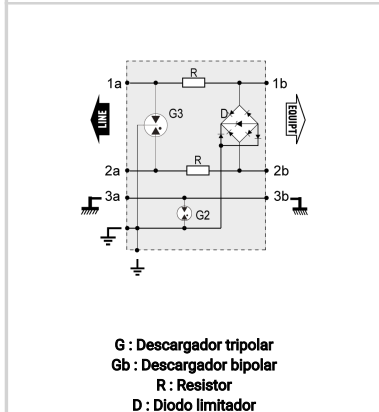 R
1a
1b
G3
D
LINE
EQUIPT
R
2a
2b
3a
3b
G2
G : Descargador tripolar
Gb : Descargador bipolar
R : Resistor
D : Diodo limitador